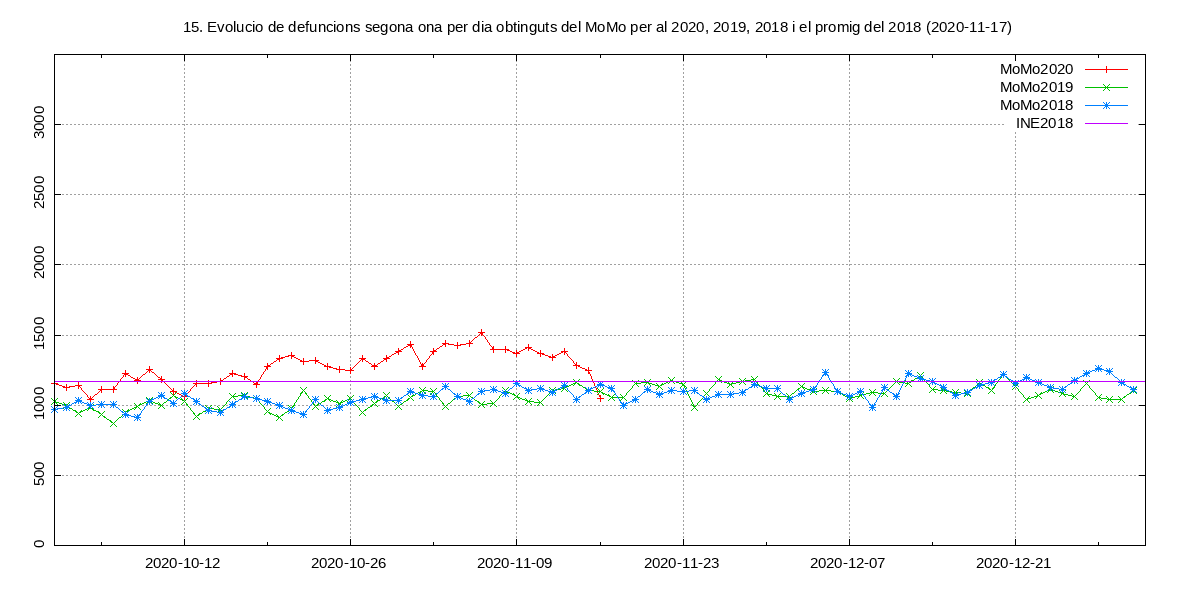 15. Evolucio de defuncions segona ona per dia obtinguts del MoMo per al 2020, 2019, 2018 i el promig del 2018 (2020-11-17)
MoMo2020
MoMo2019
MoMo2018
INE2018
3000
2500
2000
1500
1000
500
0
2020-10-12 2020-10-26 2020-11-09 2020-11-23 2020-12-07 2020-12-21